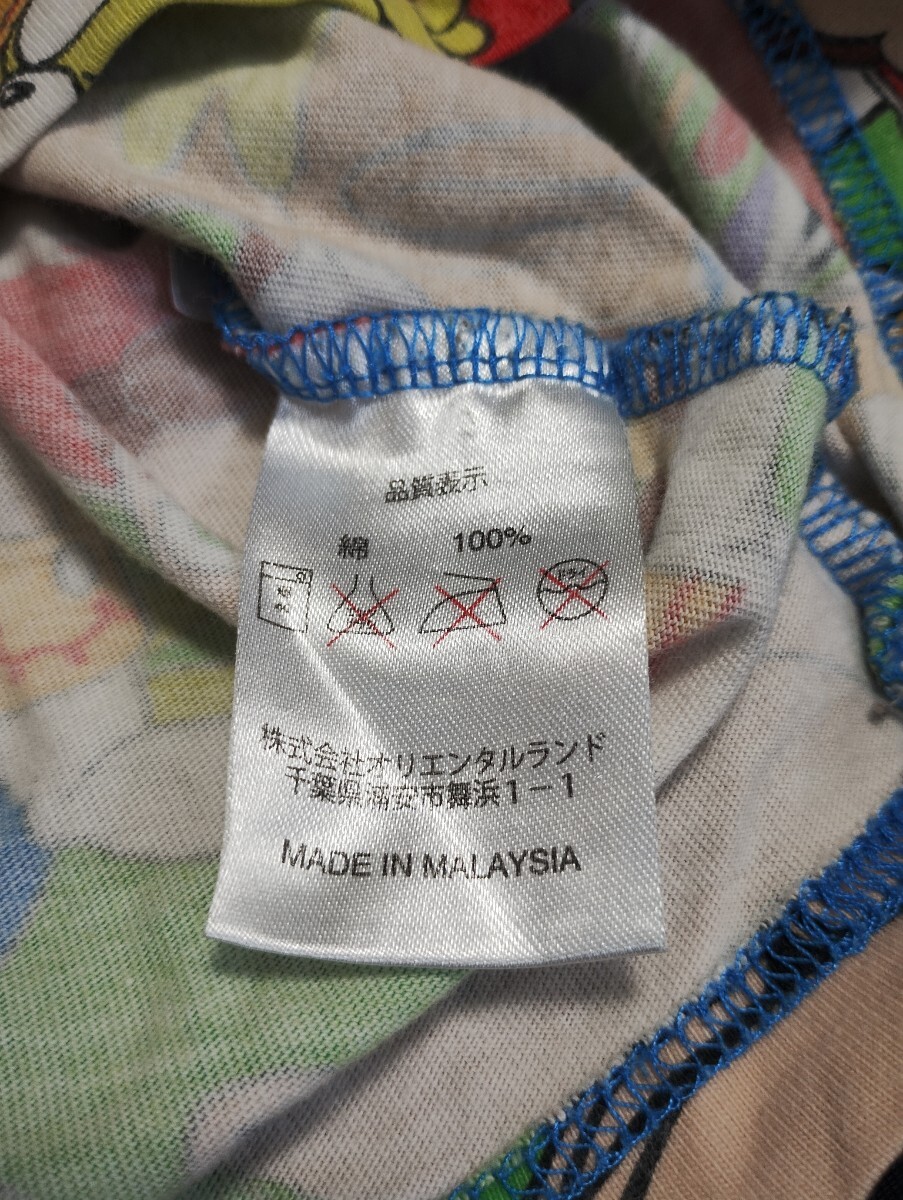 品質表示
綿 100%
株式会社オリエンタルランド
千葉県浦安市舞浜1-1
MADE IN MALAYSIA